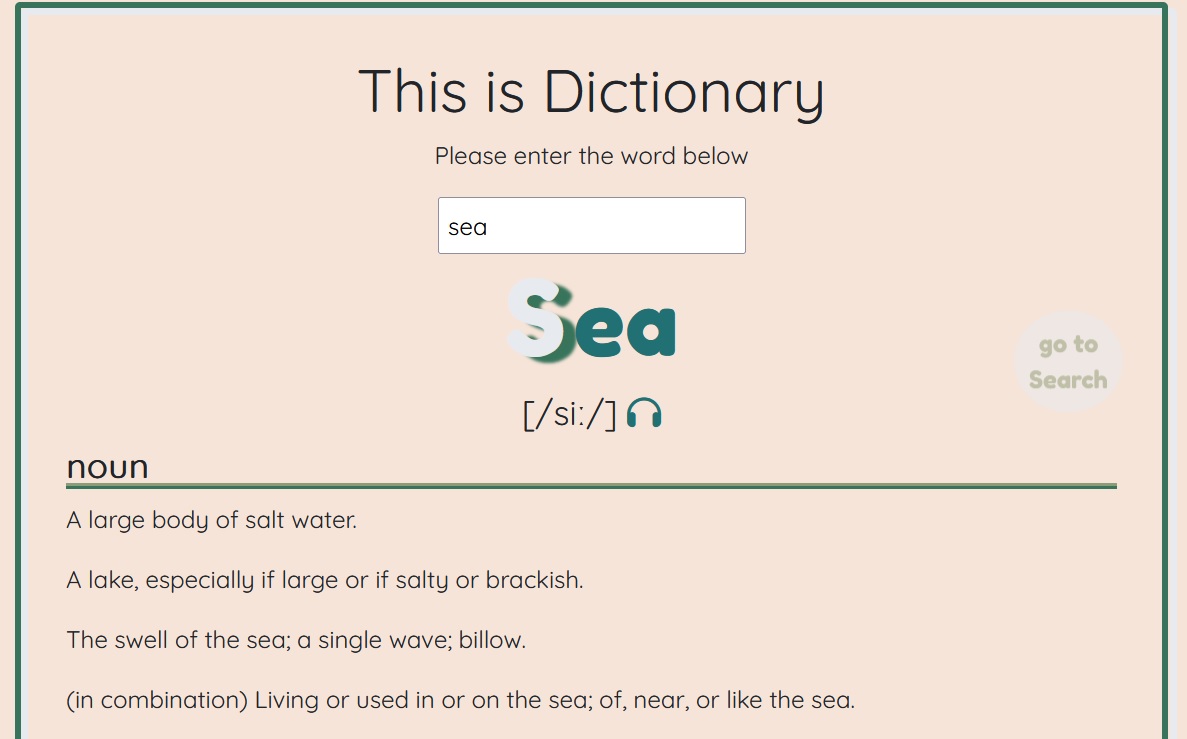 This is Dictionary
Please enter the word below
sea
Sea
go to
Search
[/siː/]
noun
A large body of salt water.
A lake, especially if large or if salty or brackish.
The swell of the sea; a single wave; billow.
(in combination) Living or used in or on the sea; of, near, or like the sea.